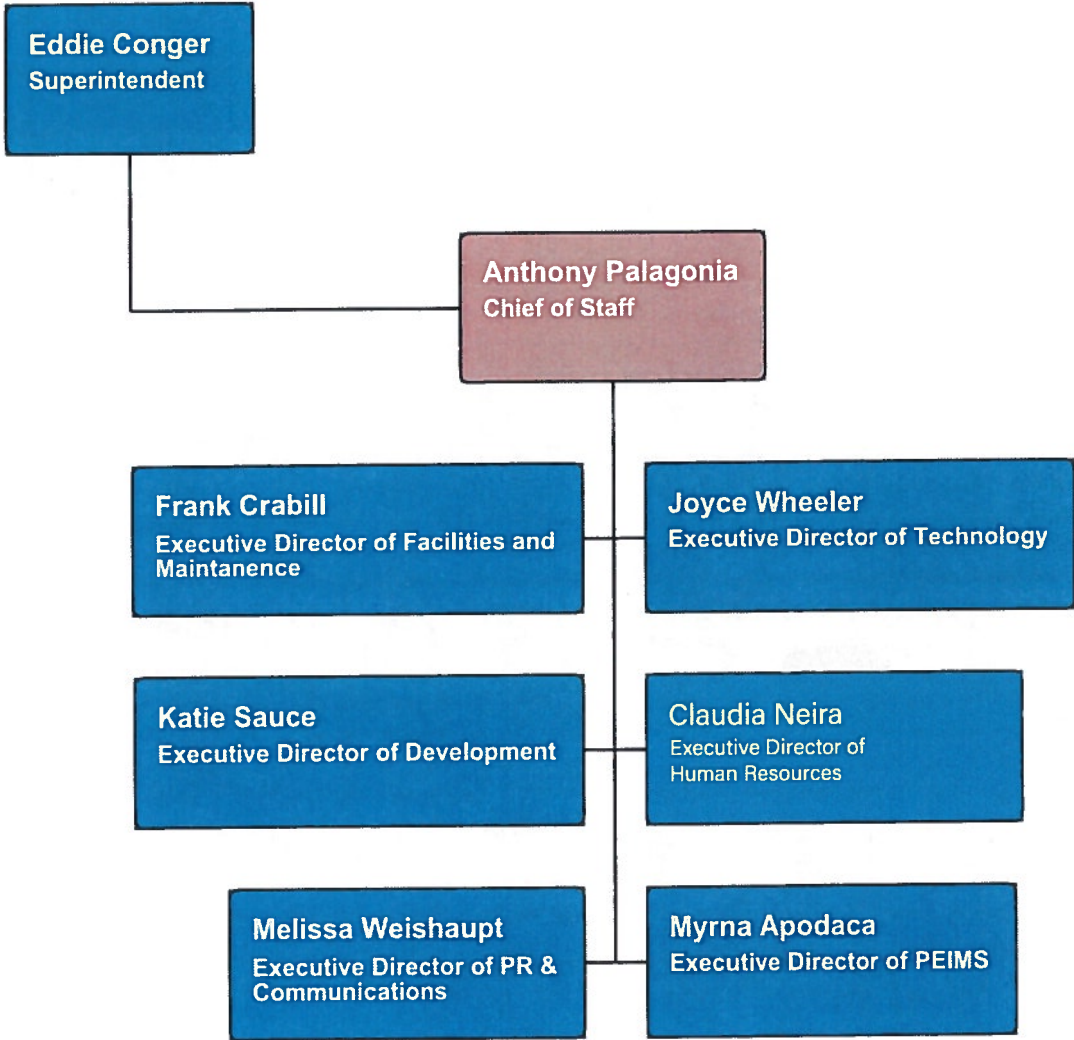 Eddie Conger
Superintendent
Anthony Palagonia
Chief of Staff
Frank Crabill
Executive Director of Facilities and
Maintanence
Joyce Wheeler
Executive Director of Technology
Katie Sauce
Executive Director of Development
Claudia Neira
Executive Director of
Human Resources
Melissa Weishaupt
Executive Director of PR &
Communications
Myrna Apodaca
Executive Director of PEIMS